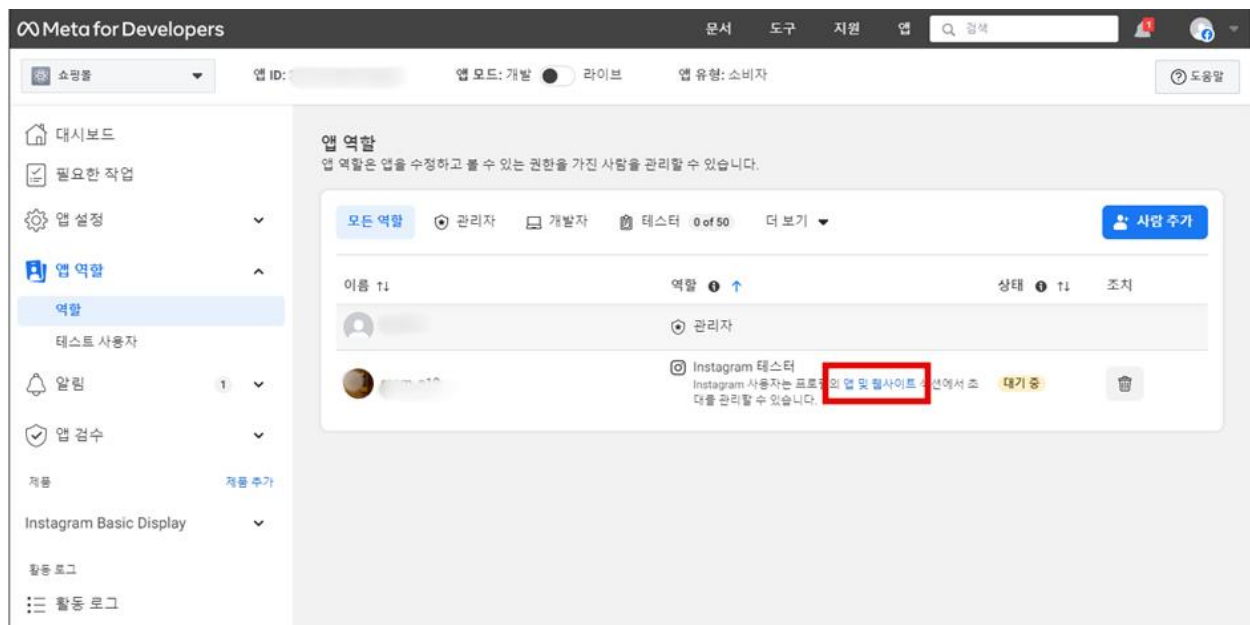 Meta for Developers 문서 도구 지원 앱 검색 1
쇼핑몰 앱 ID: 앱 모드: 개발 라이브 앱 유형: 소비자 도움말
대시보드
필요한 작업
앱 설정
앱 역할
역할
테스트 사용자
알림 1
앱 검수
제품 제품 추가
Instagram Basic Display
활동 로그
활동 로그
앱 역할
앱 역할은 앱을 수정하고 볼 수 있는 권한을 가진 사람을 관리할 수 있습니다.
모든 역할 관리자 개발자 테스터 0 of 50 더 보기 사람 추가
이름 역할 상태 조치
관리자
Instagram 테스터
Instagram 사용자는 프로필의 앱 및 웹사이트 섹션에서 초 대기 중
대를 관리할 수 있습니다.